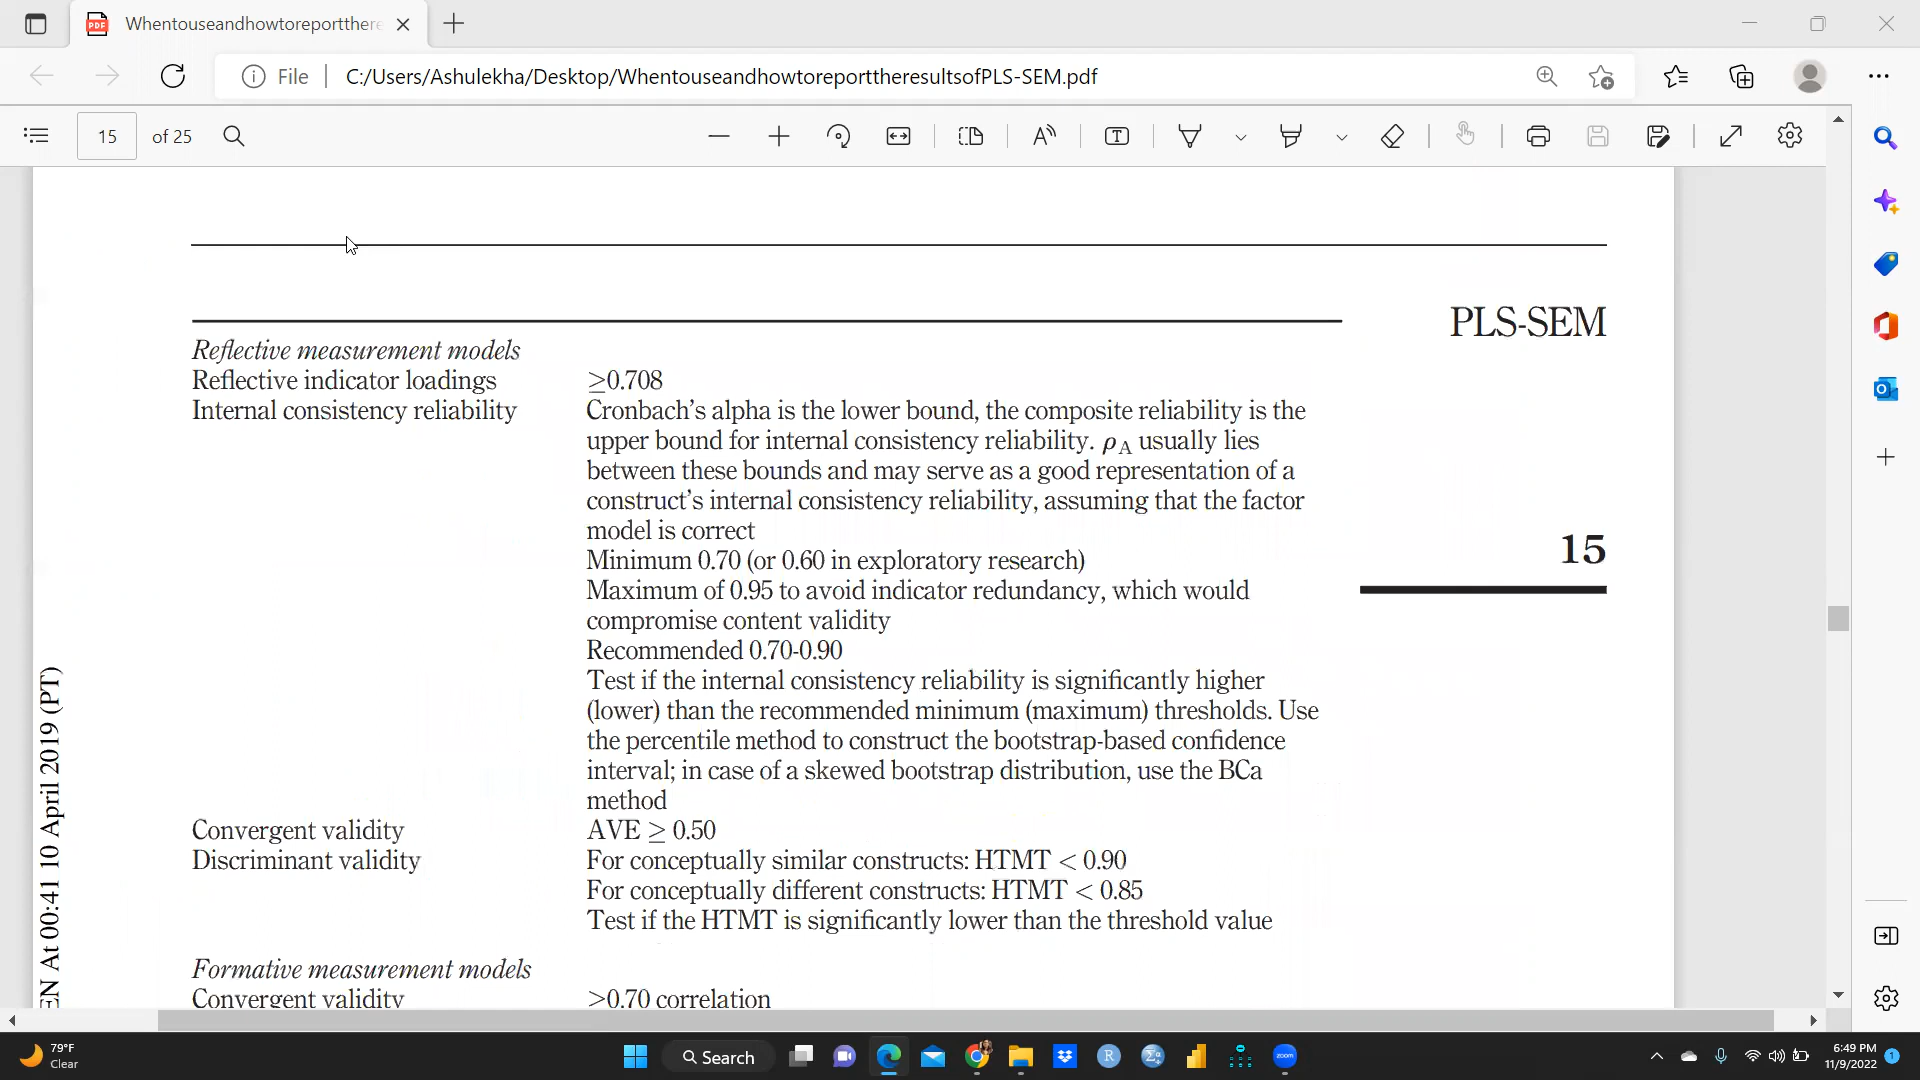 Whentouseandhowtoreportthere
File
C:/Users/Ashulekha/Desktop/WhentouseandhowtoreporttheresultsofPLS-SEM.pdf
15 of 25
PLS-SEM
Reflective measurement models
Reflective indicator loadings ≥0.708
Internal consistency reliability Cronbach's alpha is the lower bound, the composite reliability is the
upper bound for internal consistency reliability. ρA usually lies
between these bounds and may serve as a good representation of a
construct's internal consistency reliability, assuming that the factor
model is correct
Minimum 0.70 (or 0.60 in exploratory research)
15
Maximum of 0.95 to avoid indicator redundancy, which would
compromise content validity
Recommended 0.70-0.90
Test if the internal consistency reliability is significantly higher
(lower) than the recommended minimum (maximum) thresholds. Use
the percentile method to construct the bootstrap-based confidence
interval; in case of a skewed bootstrap distribution, use the BCa
method
Convergent validity AVE ≥ 0.50
Discriminant validity For conceptually similar constructs: HTMT < 0.90
For conceptually different constructs: HTMT < 0.85
Test if the HTMT is significantly lower than the threshold value
Formative measurement models
Convergent validity ≥0.70 correlation
EN At 00:41 10 April 2019 (PT)
79°F
Clear
Search
zoom
6:49 PM
11/9/2022
1